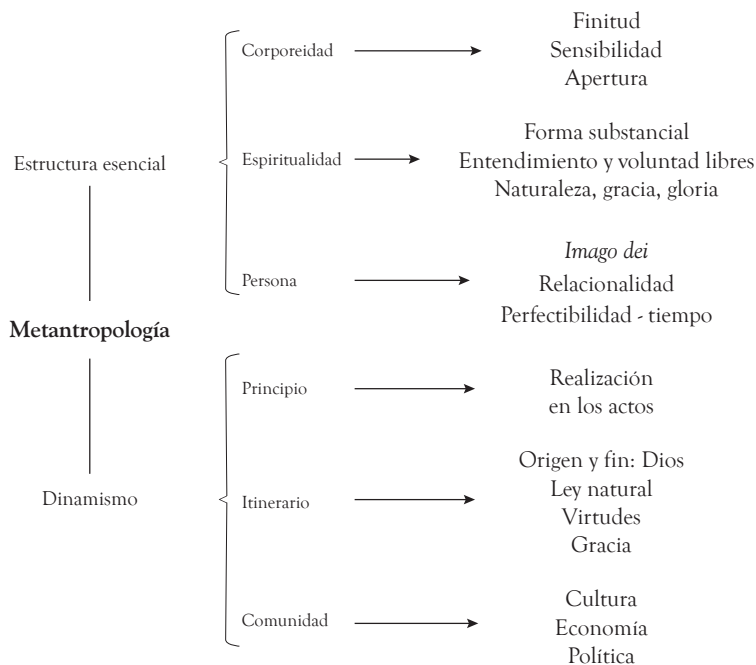 Corporeidad
Finitud
Sensibilidad
Apertura
Estructura esencial
Espiritualidad
Forma substancial
Entendimiento y voluntad libres
Naturaleza, gracia, gloria
Persona
Imago dei
Relacionalidad
Perfectibilidad - tiempo
Metantropología
Principio
Realización
en los actos
Dinamismo
Itinerario
Origen y fin: Dios
Ley natural
Virtudes
Gracia
Comunidad
Cultura
Economía
Política